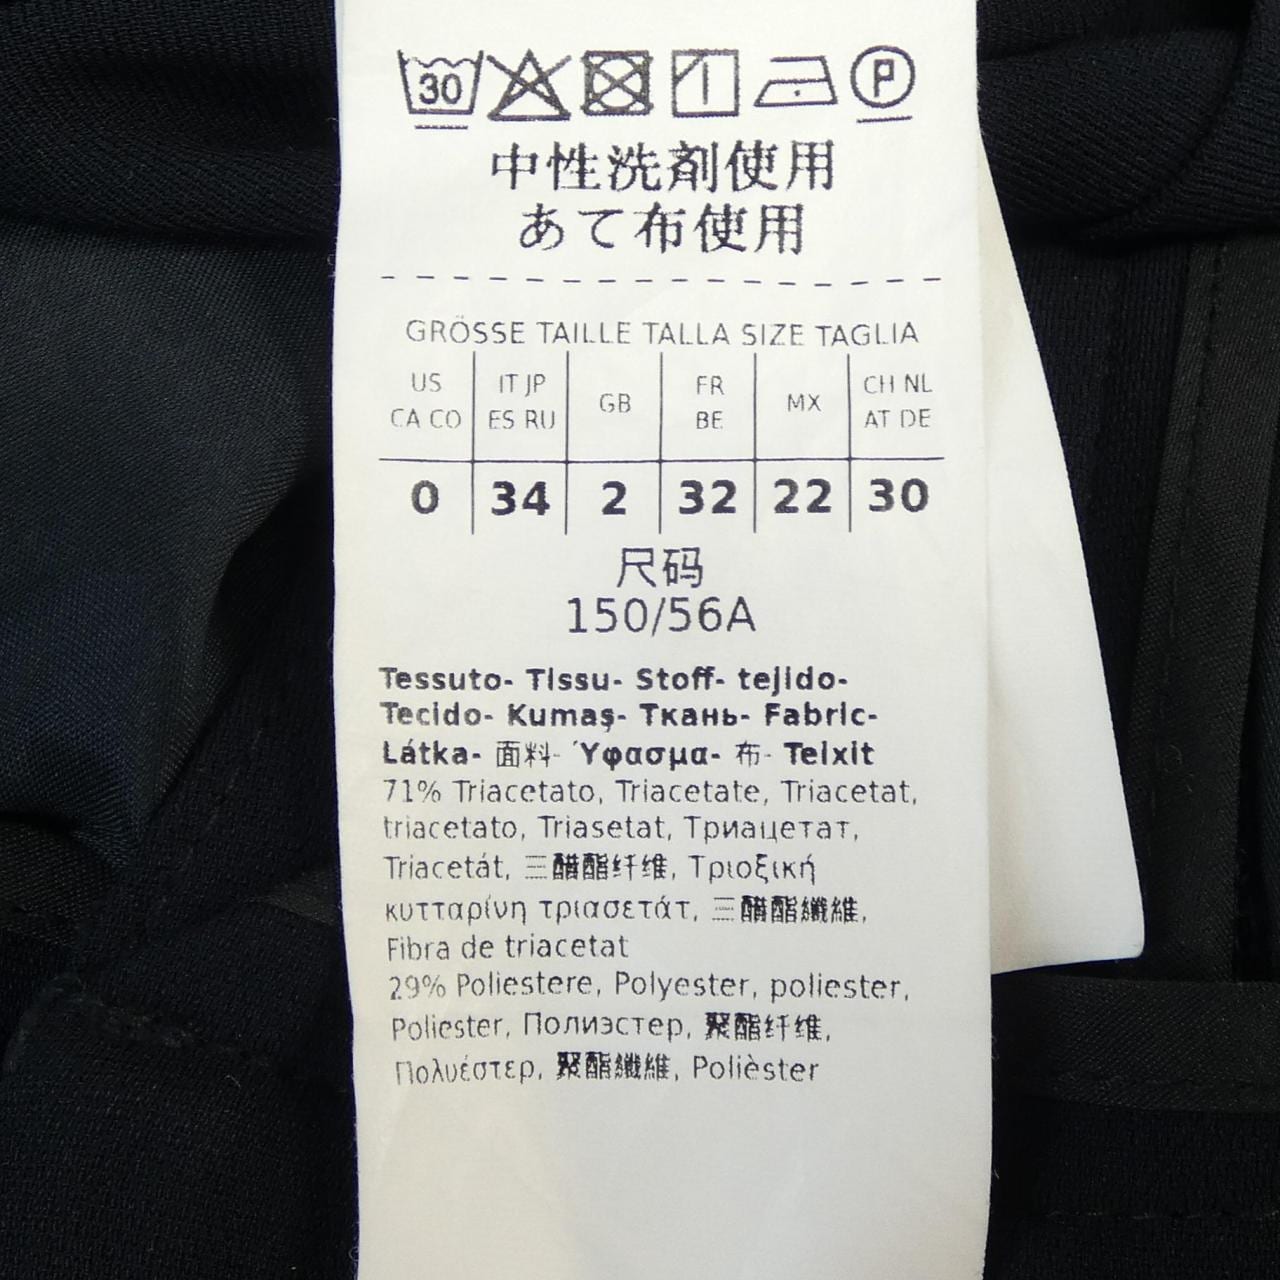 30 P
中性洗剤使用
あて布使用
GRÖSSE TAILLE TALLA SIZE TAGLIA
US CA CO
IT JP ES RU
GB
FR BE
MX
CH NL AT DE
0 34 2 32 22 30
尺码
150/56A
Tessuto- Tissu- Stoff- tejido-
Tecido- Kumaş- Ткань- Fabric-
Látka- 面料- Ύφασμα- 布- Teixit
71% Triacetato, Triacetate, Triacetat,
triacetato, Triasetat, Триацетат,
Triacetát, 三醋酯纤维, Τριοξική
κυτταρίνη τριασετάτ, 三醋酯纖維,
Fibra de triacetat
29% Poliestere, Polyester, poliester,
Poliester, Полиэстер, 聚酯纤维,
Πολυέστερ, 聚酯纖維, Polièster